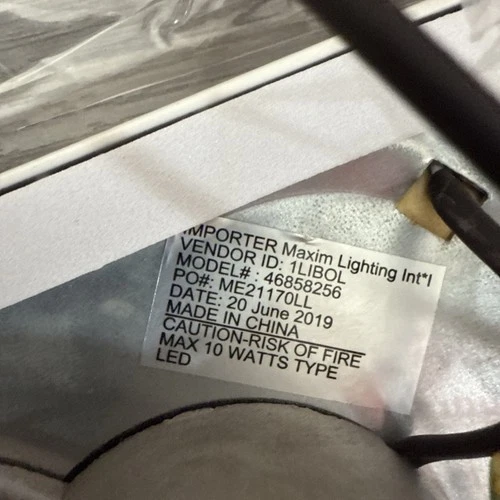 IMPORTER Maxim Lighting Int*l
VENDOR ID: 1LIBOL
MODEL# : 46858256
PO#: ME21170LL
DATE: 20 June 2019
MADE IN CHINA
CAUTION-RISK OF FIRE
MAX 10 WATTS TYPE
LED